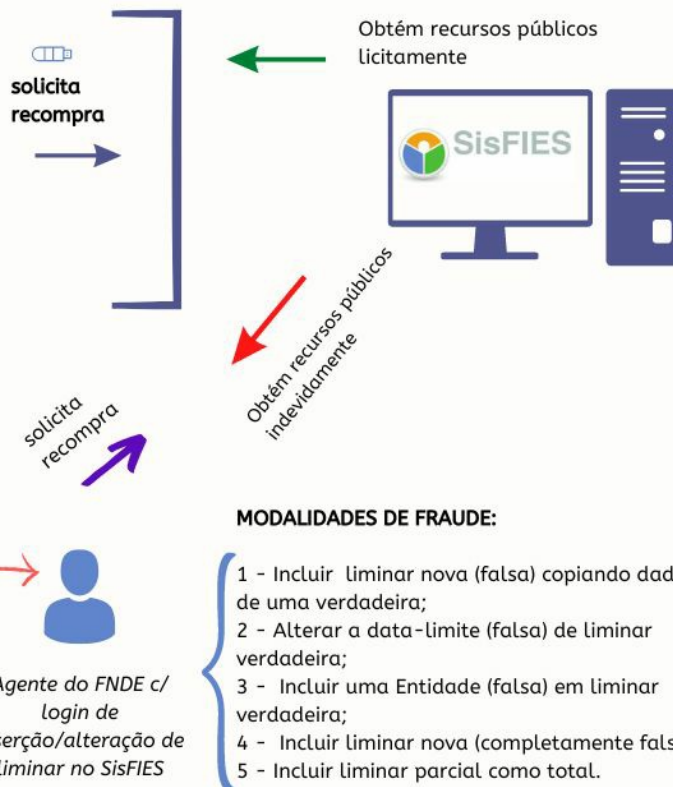 solicita
recompra
Obtém recursos públicos
licitamente
SisFIES
Obtém recursos públicos
indevidamente
solicita
recompra
MODALIDADES DE FRAUDE:
1 - Incluir liminar nova (falsa) copiando dad
de uma verdadeira;
2 - Alterar a data-limite (falsa) de liminar
verdadeira;
3 - Incluir uma Entidade (falsa) em liminar
verdadeira;
4 - Incluir liminar nova (completamente fals
5 - Incluir liminar parcial como total.
Agente do FNDE c/
login de
serção/alteração de
liminar no SisFIES